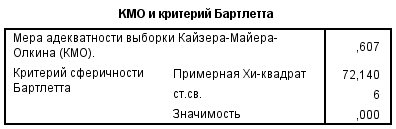 КМО и критерий Бартлетта
Мера адекватности выборки Кайзера-Майера-
Олкина (КМО).
,607
Критерий сферичности
Бартлетта
Примерная Хи-квадрат
72,140
ст.св.
6
Значимость
,000